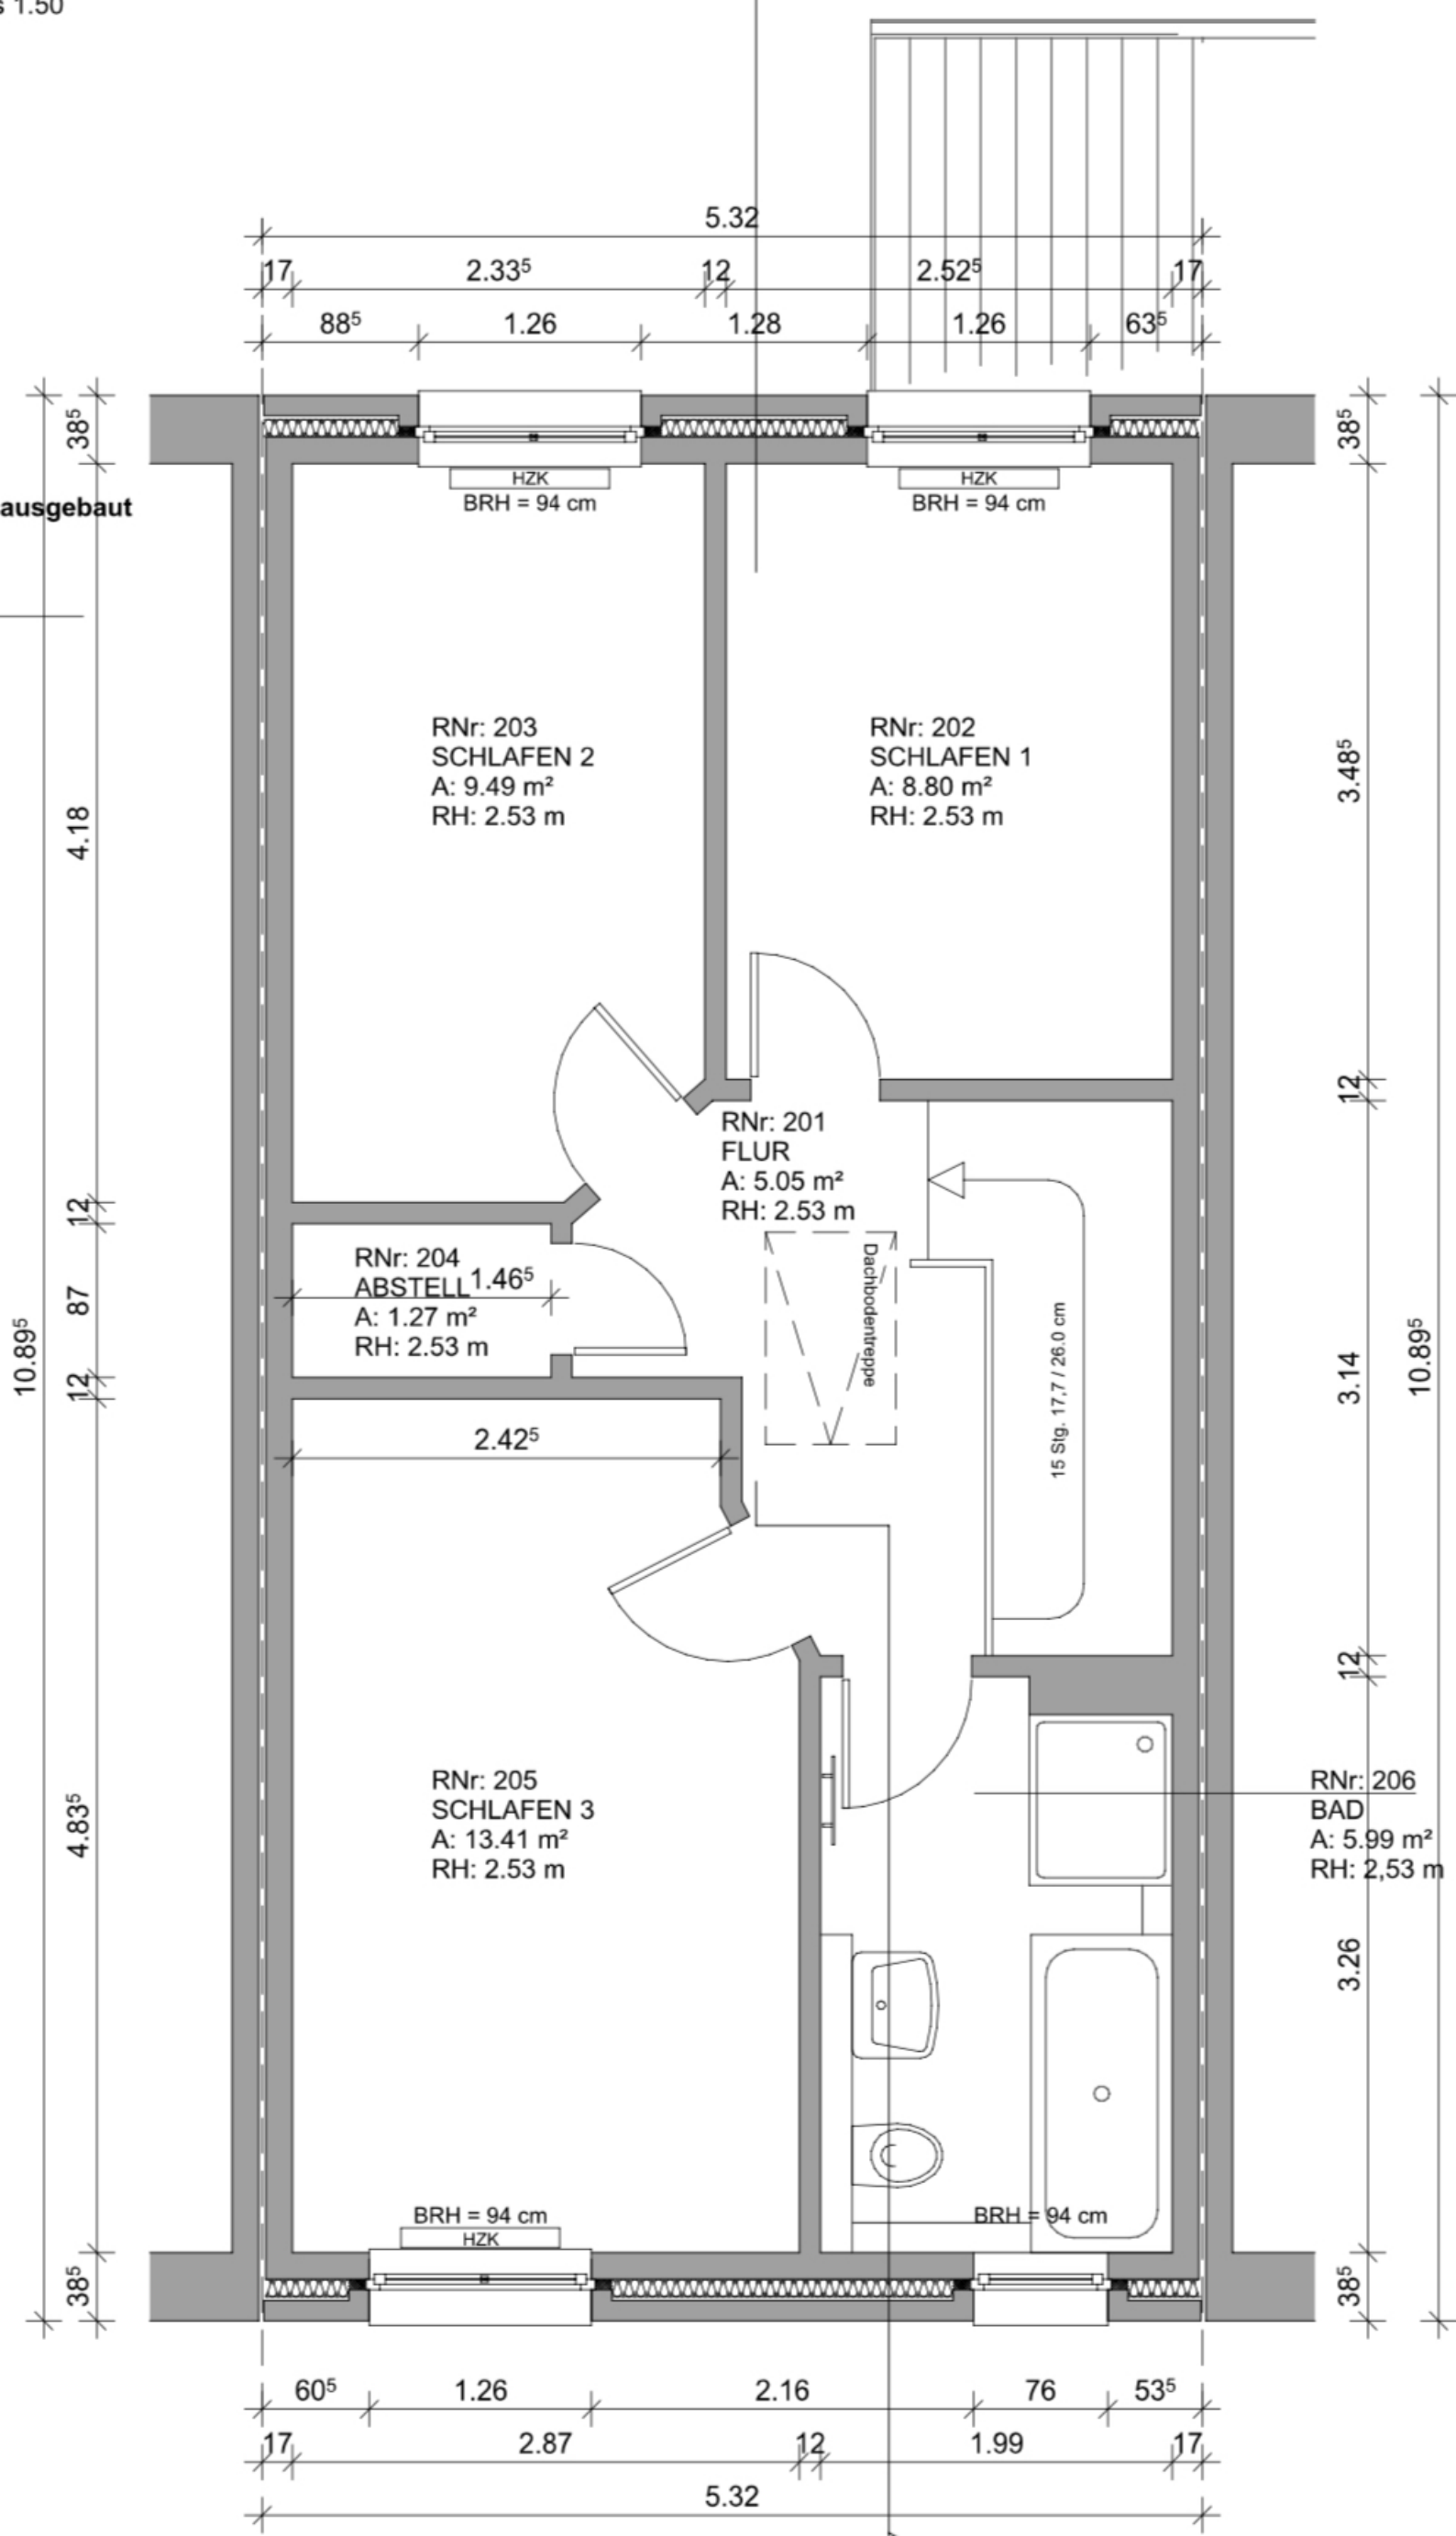 s 1.50
5.32
17 2.33⁵ 12 2.52⁵ 17
88⁵ 1.26 1.28 1.26 63⁵
38⁵
38⁵
HZK
BRH = 94 cm
HZK
BRH = 94 cm
ausgebaut
RNr: 203
SCHLAFEN 2
A: 9.49 m²
RH: 2.53 m
RNr: 202
SCHLAFEN 1
A: 8.80 m²
RH: 2.53 m
4.18
3.48⁵
12
RNr: 201
FLUR
A: 5.05 m²
RH: 2.53 m
12
RNr: 204
ABSTELL 1.46⁵
A: 1.27 m²
RH: 2.53 m
Dachbodentreppe
15 Stg. 17,7 / 26.0 cm
87
10.89⁵
12
3.14
10.89⁵
2.42⁵
12
RNr: 205
SCHLAFEN 3
A: 13.41 m²
RH: 2.53 m
RNr: 206
BAD
A: 5.99 m²
RH: 2,53 m
4.83⁵
3.26
BRH = 94 cm
HZK
BRH = 94 cm
38⁵
38⁵
60⁵ 1.26 2.16 76 53⁵
17 2.87 12 1.99 17
5.32